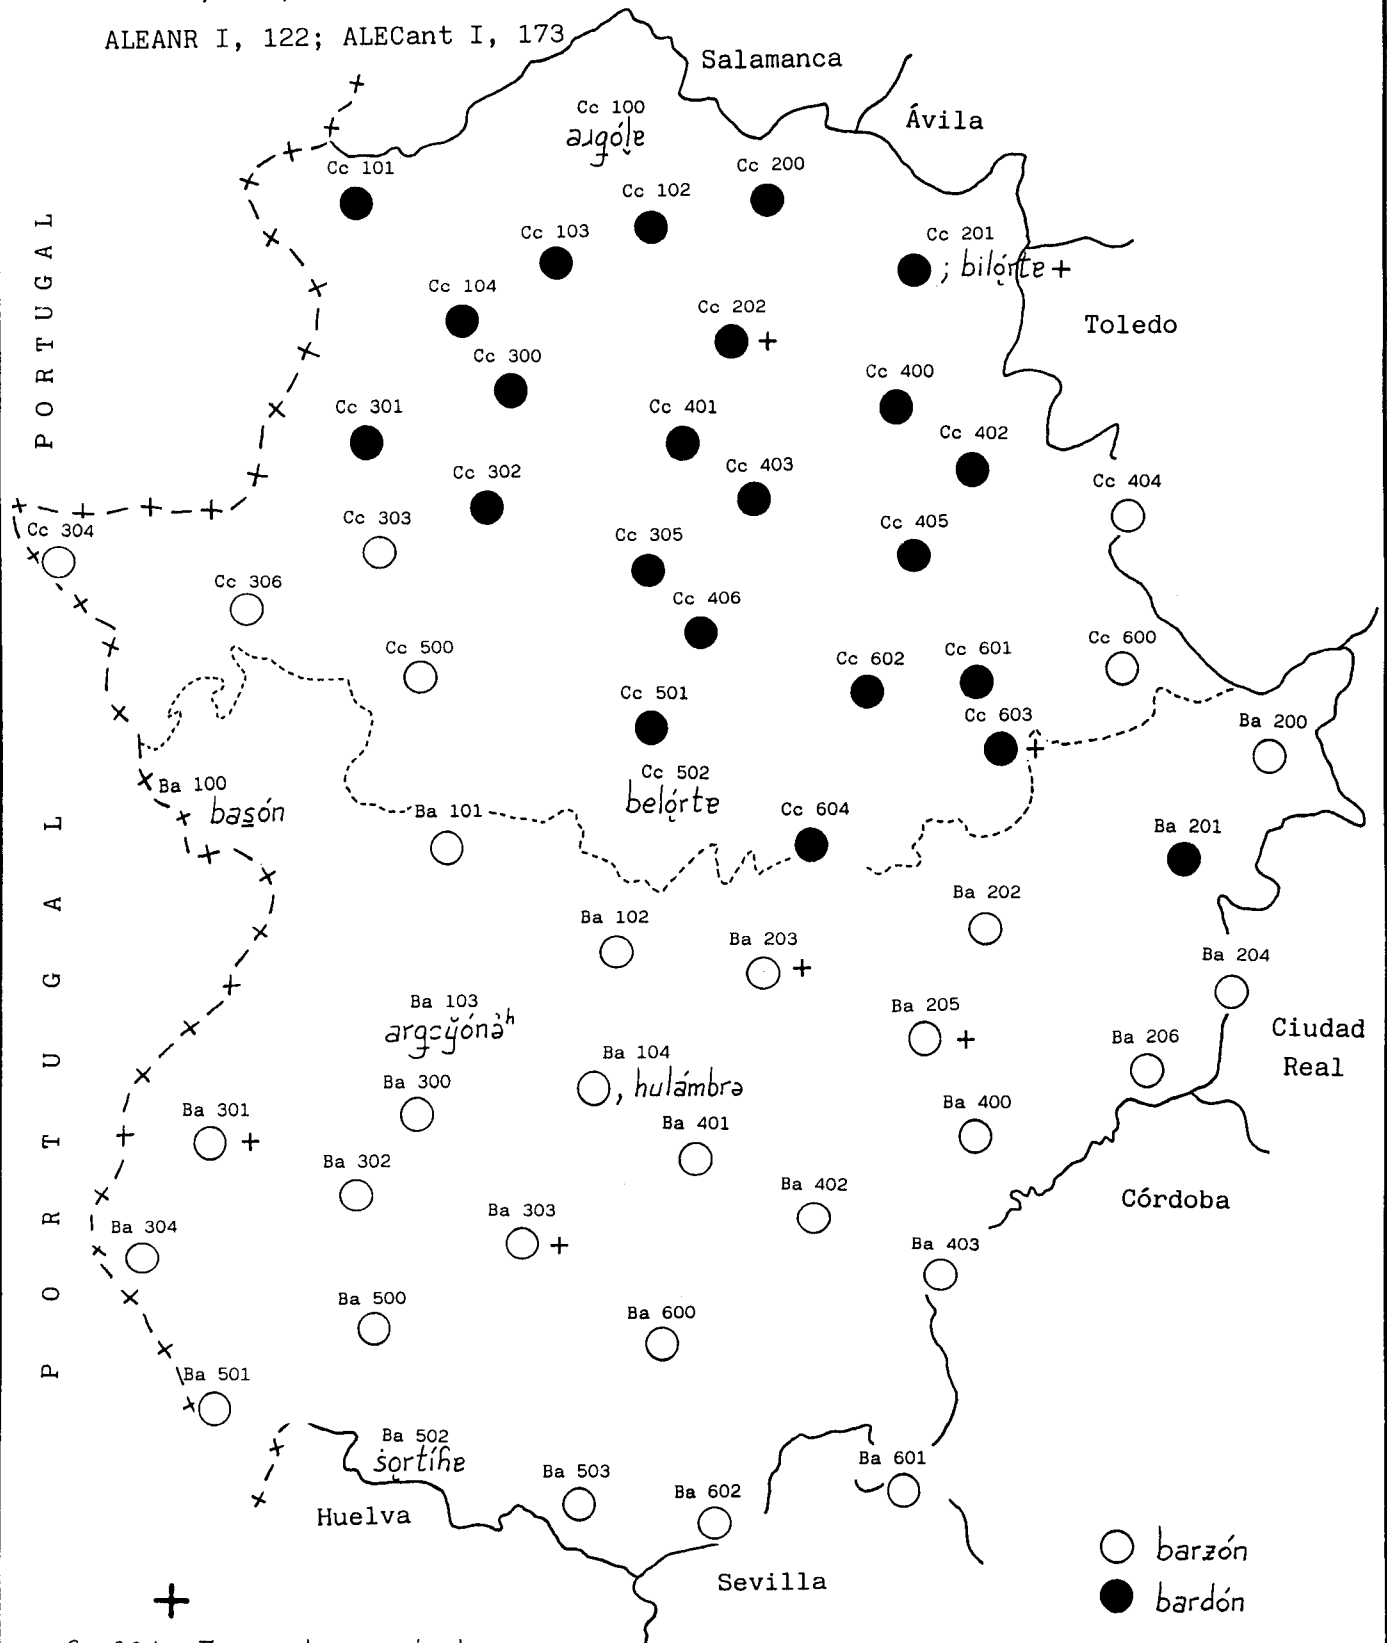 ALEANR I, 122; ALECant I, 173
Salamanca
Ávila
Cc 100
Cc 101
Cc 200
Cc 102
Cc 103
Cc 201
; bilórte +
Cc 104
Cc 202
+
Toledo
Cc 300
Cc 400
Cc 301
Cc 401
Cc 402
Cc 302
Cc 403
Cc 404
Cc 303
Cc 405
Cc 304
Cc 305
Cc 306
Cc 406
Cc 500
Cc 602
Cc 601
Cc 600
Cc 501
Cc 603
+
Ba 200
Cc 502
belórte
Ba 100
basón
Ba 101
Cc 604
Ba 201
PORTUGAL
PORTUGAL
Ba 202
Ba 102
Ba 203
+
Ba 204
Ba 103
Ba 205
+
Ciudad
Real
Ba 206
Ba 104
, hulámbrə
Ba 300
Ba 301
+
Ba 401
Ba 400
Ba 302
Ba 402
Córdoba
Ba 303
+
Ba 304
Ba 403
Ba 500
Ba 600
Ba 501
Ba 502
Ba 503
Ba 601
Ba 602
Huelva
Sevilla
barzón
bardón
+